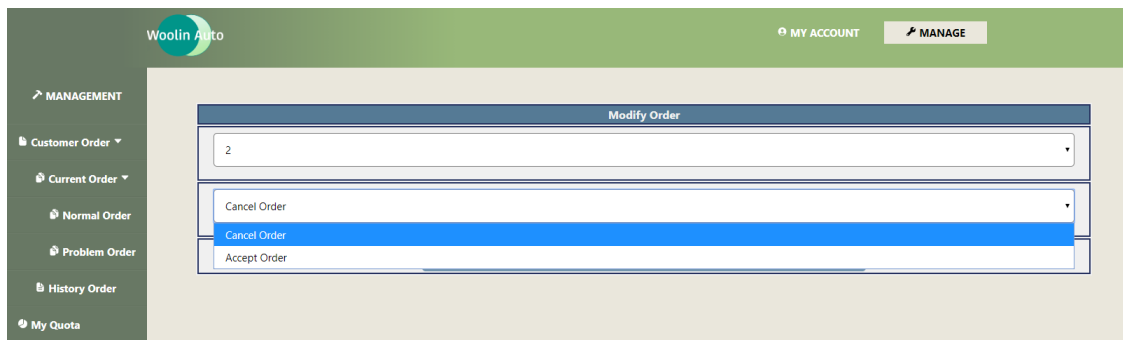 Woolin Auto
MY ACCOUNT
MANAGE
MANAGEMENT
Customer Order
Current Order
Normal Order
Problem Order
History Order
My Quota
Modify Order
2
Cancel Order
Cancel Order
Accept Order